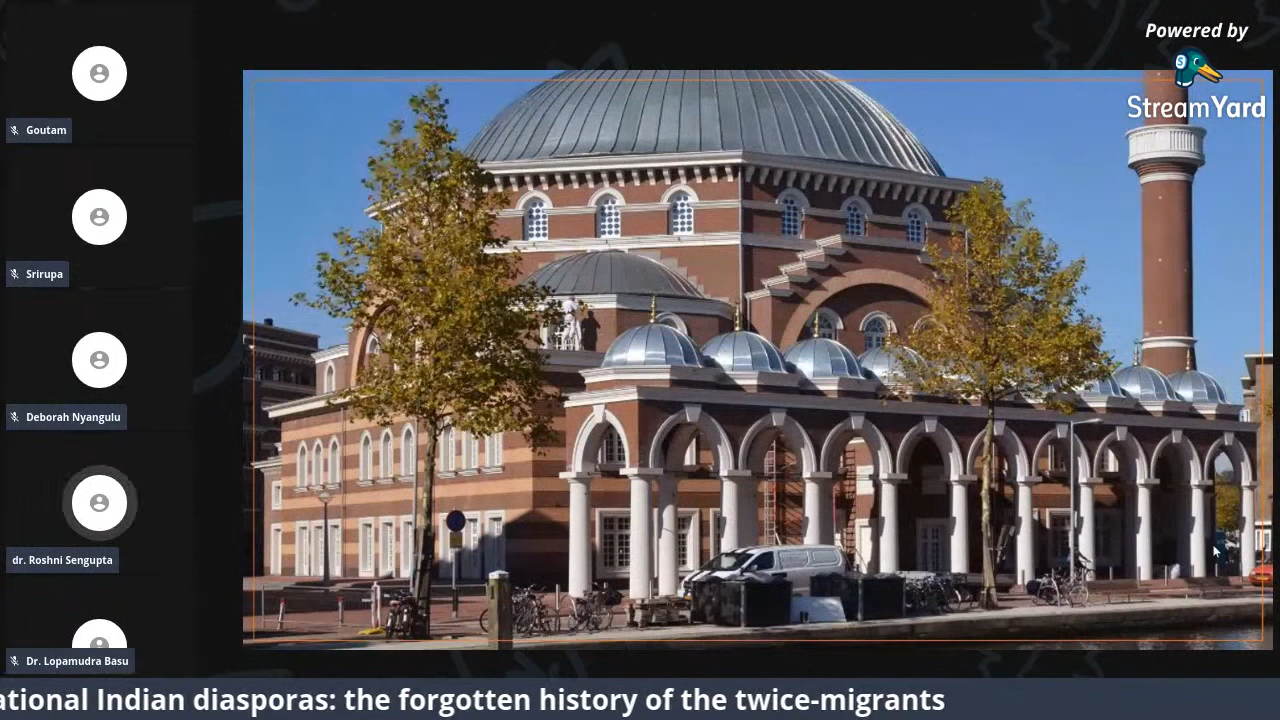 Powered by
StreamYard
Goutam
Srirupa
Deborah Nyangulu
dr. Roshni Sengupta
Dr. Lopamudra Basu
ational Indian diasporas: the forgotten history of the twice-migrants